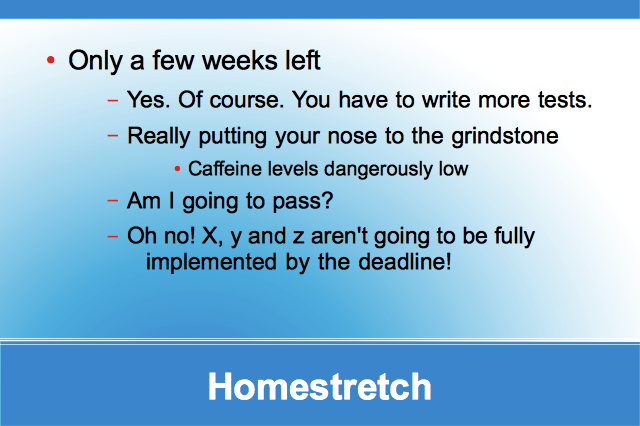 • Only a few weeks left
– Yes. Of course. You have to write more tests.
– Really putting your nose to the grindstone
• Caffeine levels dangerously low
– Am I going to pass?
– Oh no! X, y and z aren't going to be fully
implemented by the deadline!
Homestretch